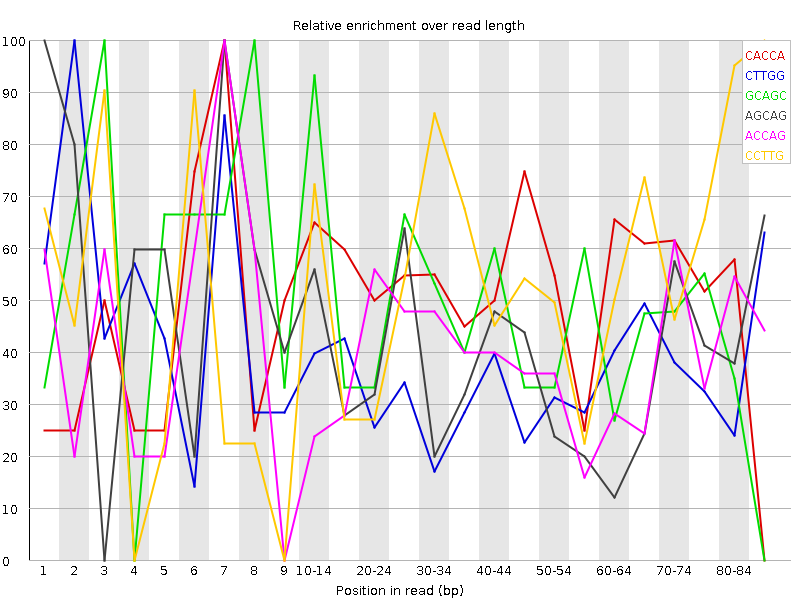 Relative enrichment over read length
100
90
80
70
60
50
40
30
20
10
0
CACCA
CTTGG
GCAGC
AGCAG
ACCAG
CCTTG
1 2 3 4 5 6 7 8 9 10-14 20-24 30-34 40-44 50-54 60-64 70-74 80-84
Position in read (bp)